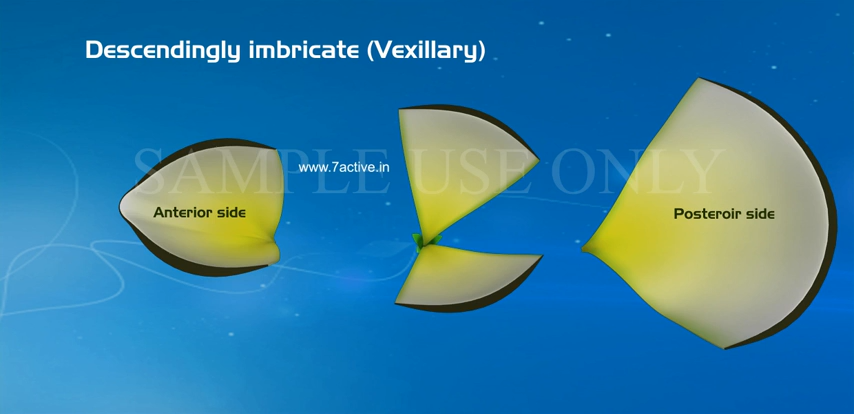 Descendingly imbricate (Vexillary)
SAMPLE USE ONLY
www.7active.in
Anterior side
Posteroir side